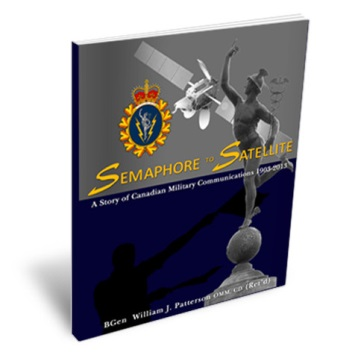 SEMAPHORE TO SATELLITE
A Story of Canadian Military Communications 1903-2013
BGen William J. Patterson OMM, CD (Ret'd)